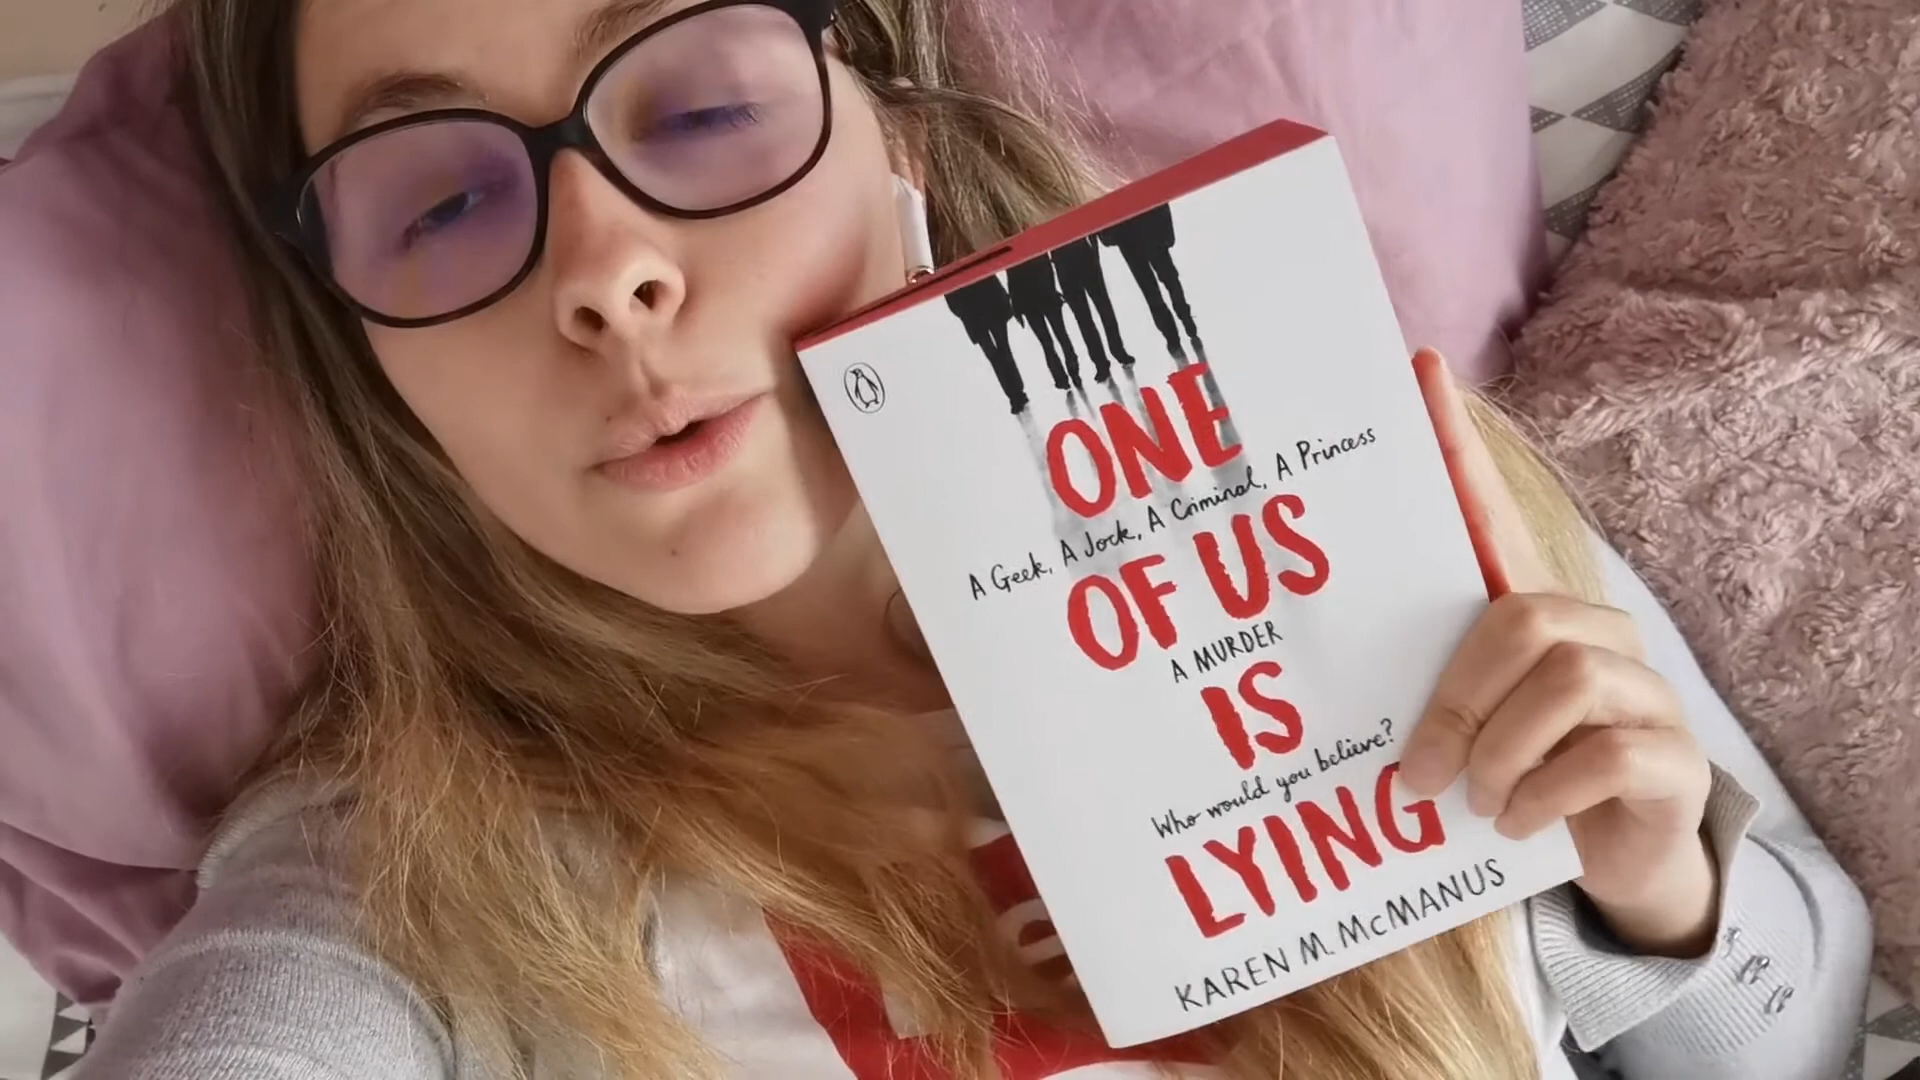 ONE
A Geek, A Jock, A Criminal, A Princess
OF US
A MURDER
IS
Who would you believe?
LYING
KAREN M. McMANUS